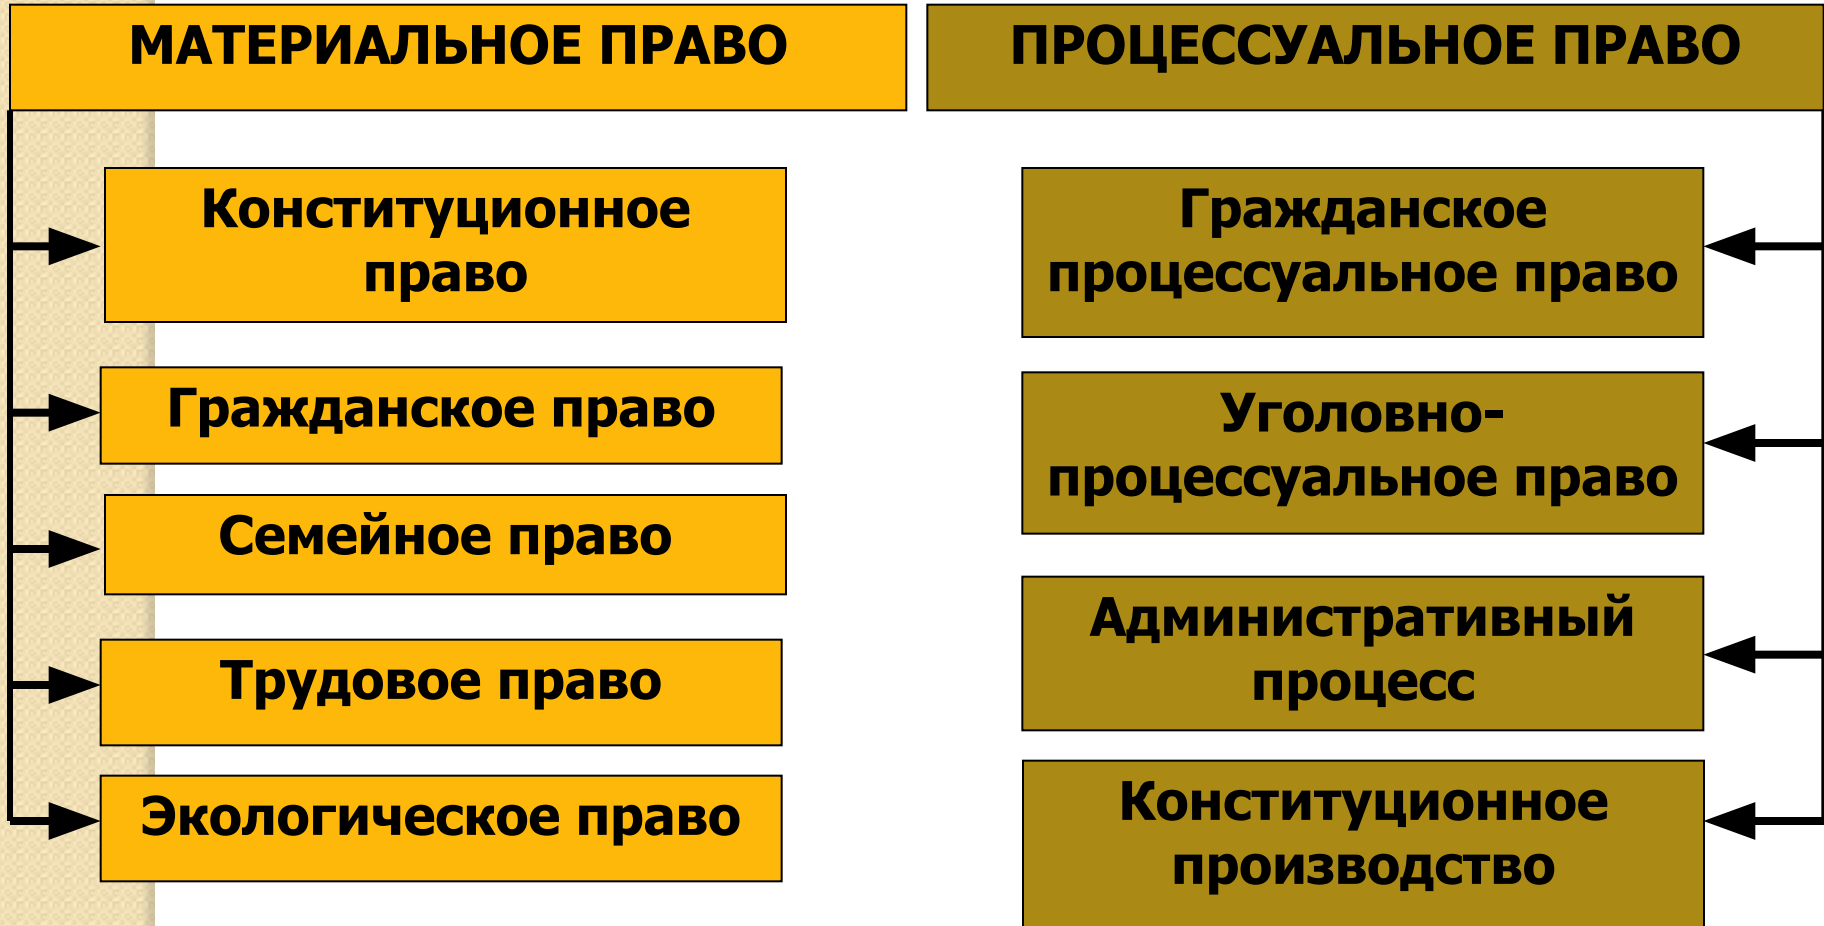 МАТЕРИАЛЬНОЕ ПРАВО
Конституционное
право
Гражданское право
Семейное право
Трудовое право
Экологическое право
ПРОЦЕССУАЛЬНОЕ ПРАВО
Гражданское
процессуальное право
Уголовно-
процессуальное право
Административный
процесс
Конституционное
производство